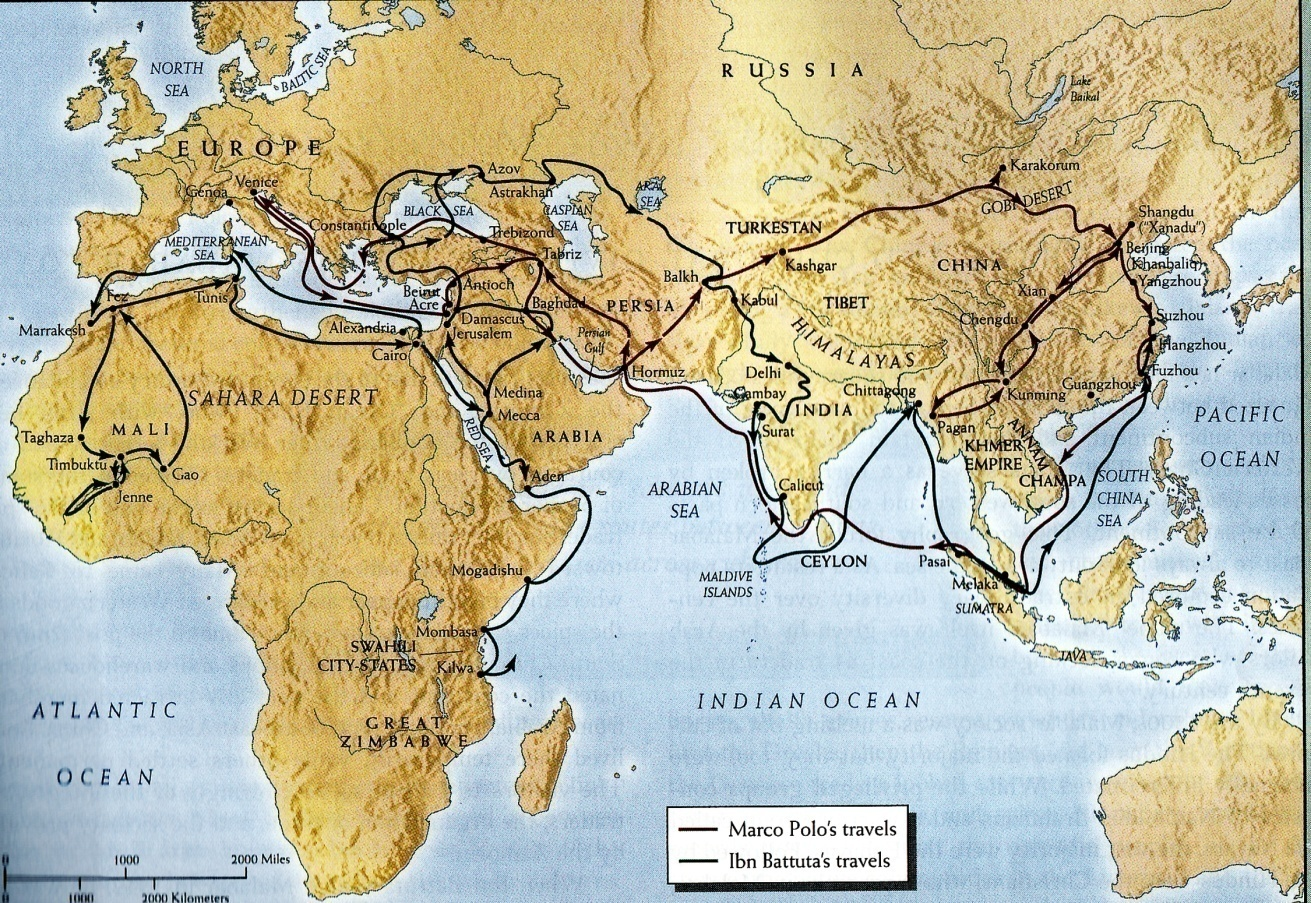 RUSSIA
NORTH
SEA
BALTIC SEA
Lake
Baikal
EUROPE
Karakorum
Azov
Astrakhan
ARAL
SEA
GOBI DESERT
Venice
Genoa
BLACK SEA
CASPIAN
SEA
Shangdu
("Xanadu")
Constantinople
TURKESTAN
Trebizond
MEDITERRANEAN
SEA
Tabriz
Kashgar
CHINA
Beijing
(Khanbaliq)
Yangzhou
Balkh
Antioch
Beirut
Acre
Fez
Tunis
Baghdad
PERSIA
Kabul
TIBET
Xian
Marrakesh
Alexandria
Damascus
Jerusalem
Persian
Gulf
HIMALAYAS
Chengdu
Suzhou
Cairo
Hangzhou
Hormuz
Delhi
Fuzhou
SAHARA DESERT
Medina
Cambay
Chittagong
Kunming
Guangzhou
Mecca
INDIA
PACIFIC
OCEAN
Taghaza
MALI
RED SEA
ARABIA
Surat
Pagan
ANNAM
KHMER
EMPIRE
Timbuktu
Gao
Aden
ARABIAN
SEA
Calicut
CHAMPA
SOUTH
CHINA
SEA
Jenne
Mogadishu
MALDIVE
ISLANDS
CEYLON
Pasai
Melaka
SUMATRA
Mombasa
SWAHILI
CITY-STATES
Kilwa
JAVA
INDIAN OCEAN
ATLANTIC
OCEAN
GREAT
ZIMBABWE
Marco Polo's travels
Ibn Battuta's travels
0 1000 2000 Miles
0 1000 2000 Kilometers